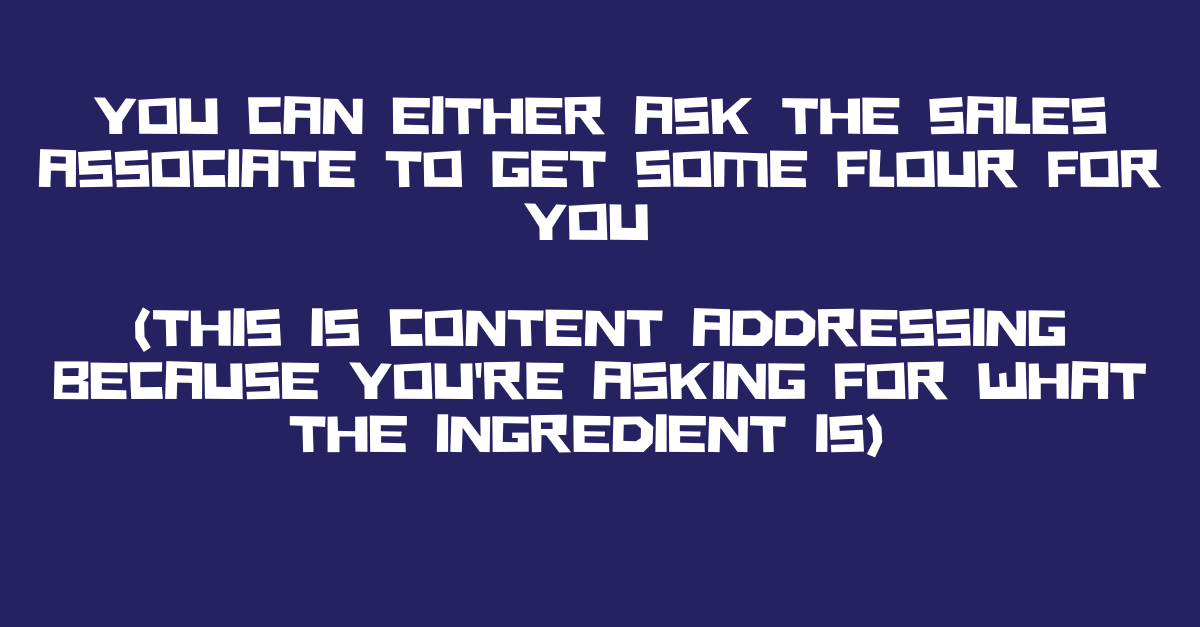 YOU CAN EITHER ASK THE SALES
ASSOCIATE TO GET SOME FLOUR FOR
YOU
(THIS IS CONTENT ADDRESSING
BECAUSE YOU'RE ASKING FOR WHAT
THE INGREDIENT IS)